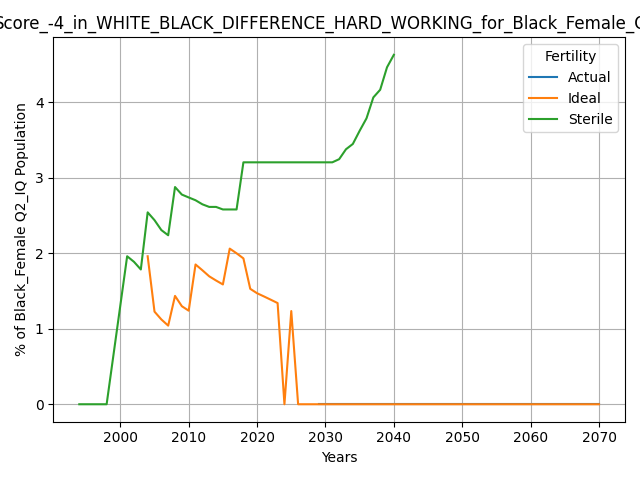 Score_-4_in_WHITE_BLACK_DIFFERENCE_HARD_WORKING_for_Black_Female_
% of Black_Female Q2_IQ Population
4
3
2
1
0
Fertility
Actual
Ideal
Sterile
2000 2010 2020 2030 2040 2050 2060 2070
Years